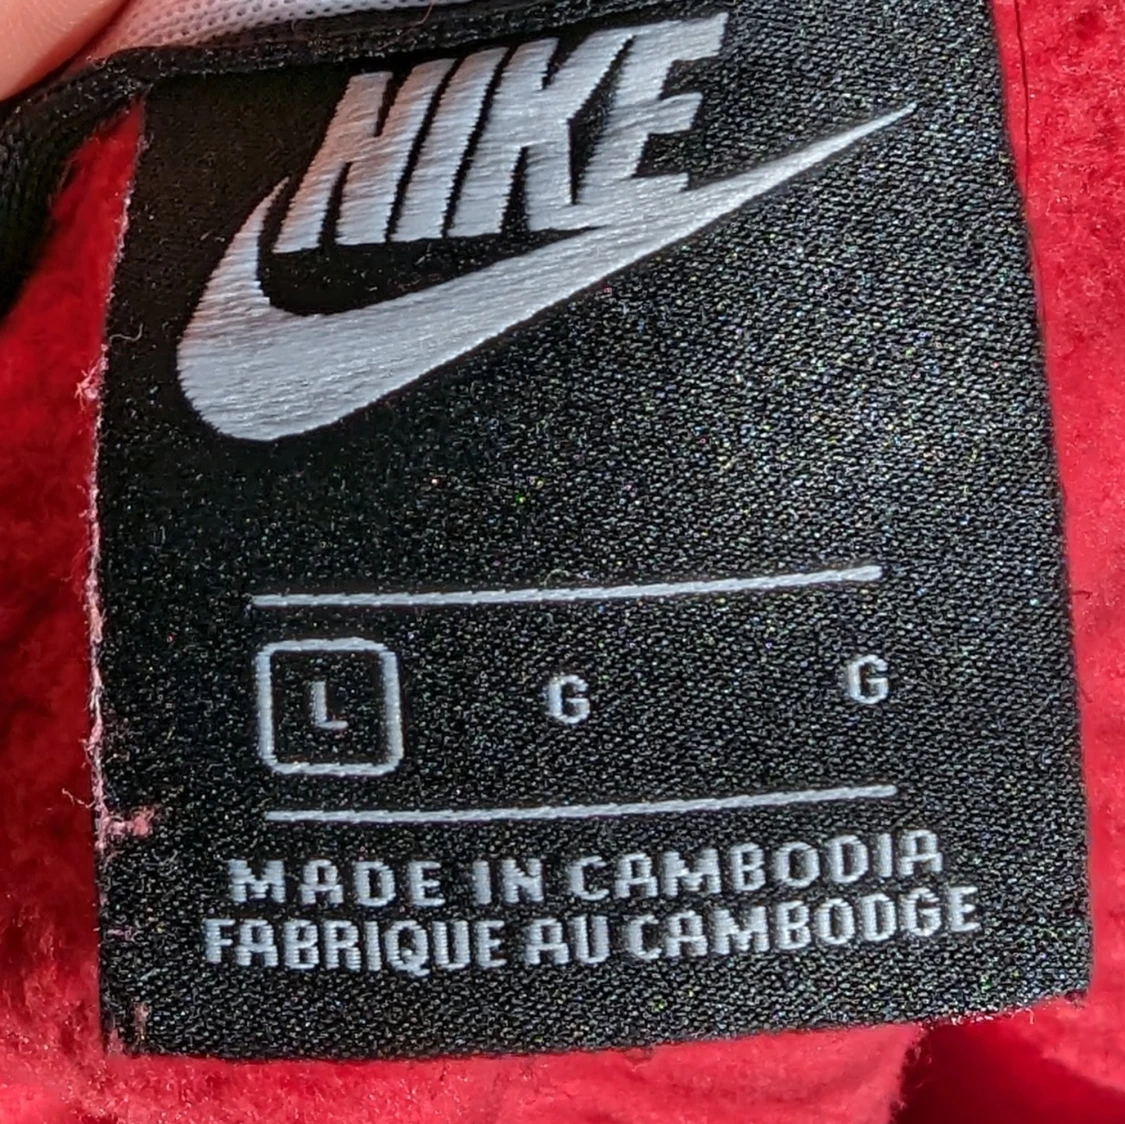 NIKE
L G G
MADE IN CAMBODIA
FABRIQUE AU CAMBODGE